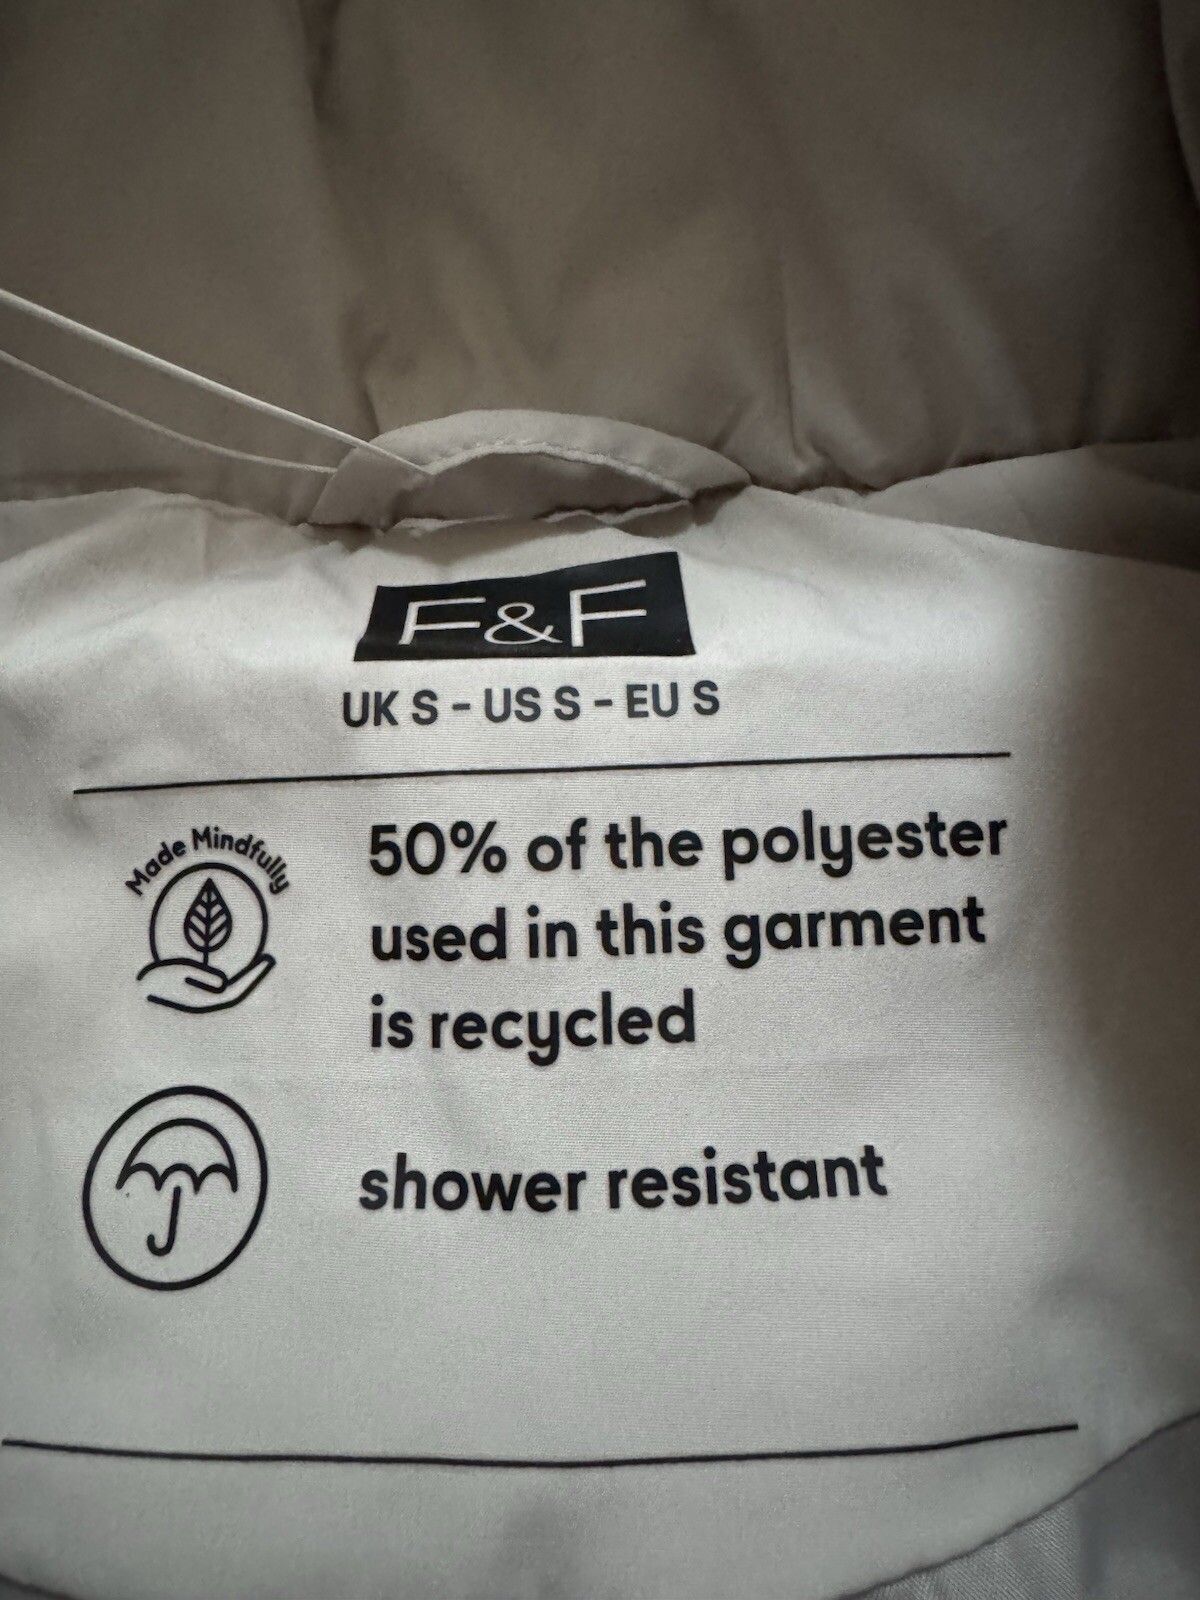 F&F
UK S - US S - EU S
Made Mindfully
50% of the polyester
used in this garment
is recycled
shower resistant